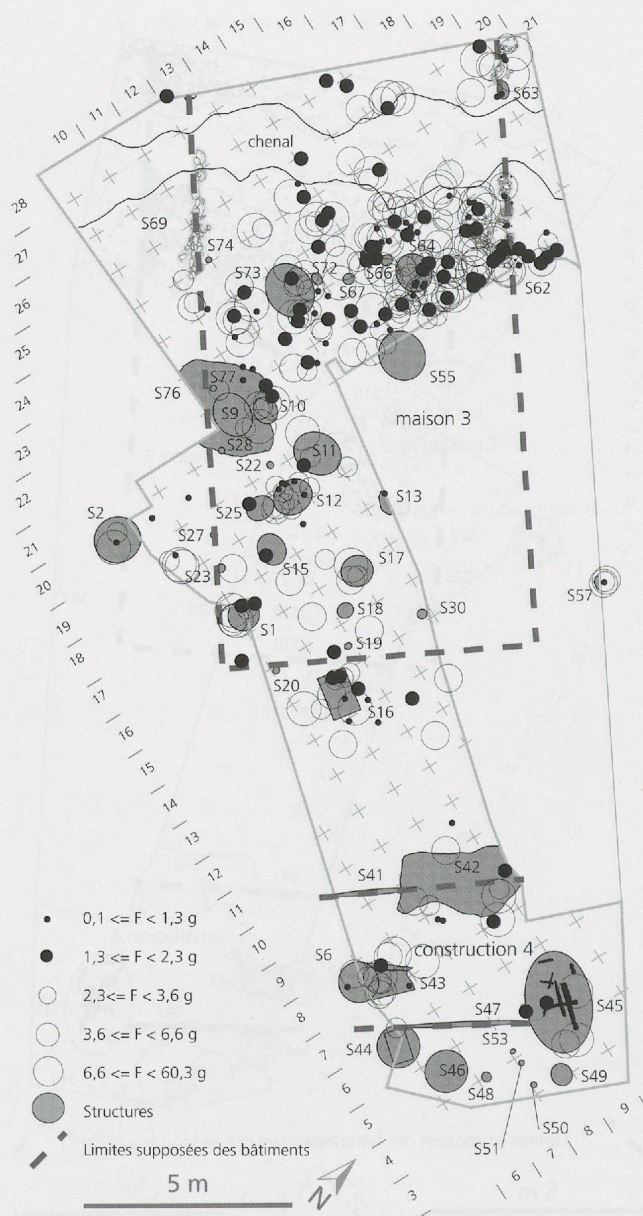 10 11 12 13 14 15 16 17 18 19 20 21
S63
chenal
28
27
26
25
24
23
22
21
20
19
18
17
16
15
14
13
12
11
10
9
8
7
6
5
4
3
S69
S74
S73
S72
S66
S64
S67
S62
S55
S76
S77
S9
S10
S28
maison 3
S22
S11
S12
S25
S13
S2
S27
S23
S15
S17
S57
S1
S18
S30
S19
S20
S16
S41
S42
S6
construction 4
S43
S47
S45
S44
S53
S46
S48
S49
S51
S50
6 7 8 9
0,1 <= F < 1,3 g
1,3 <= F < 2,3 g
2,3<= F < 3,6 g
3,6 <= F < 6,6 g
6,6 <= F < 60,3 g
Structures
Limites supposées des bâtiments
5 m
N